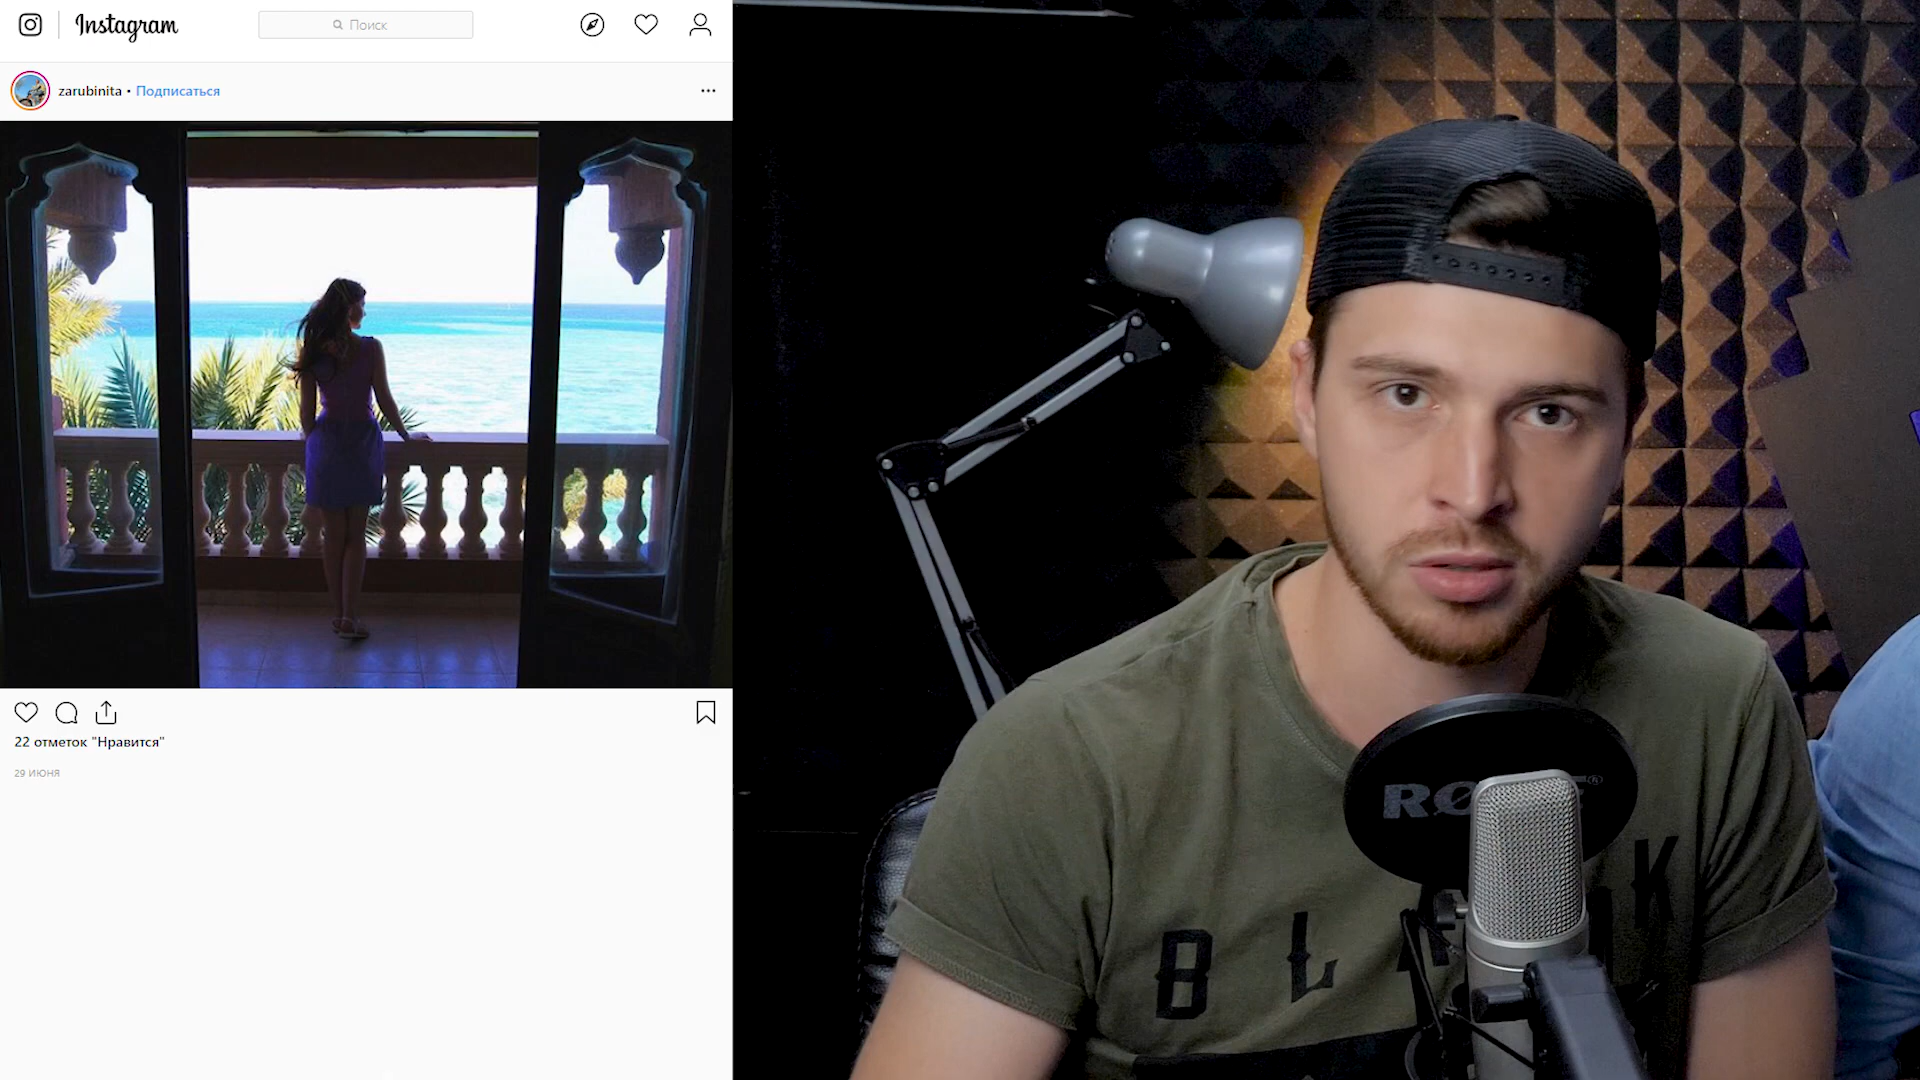 Instagram
Поиск
zarubinita • Подписаться
22 отметок "Нравится"
29 ИЮНЯ
RØDE
B L
K